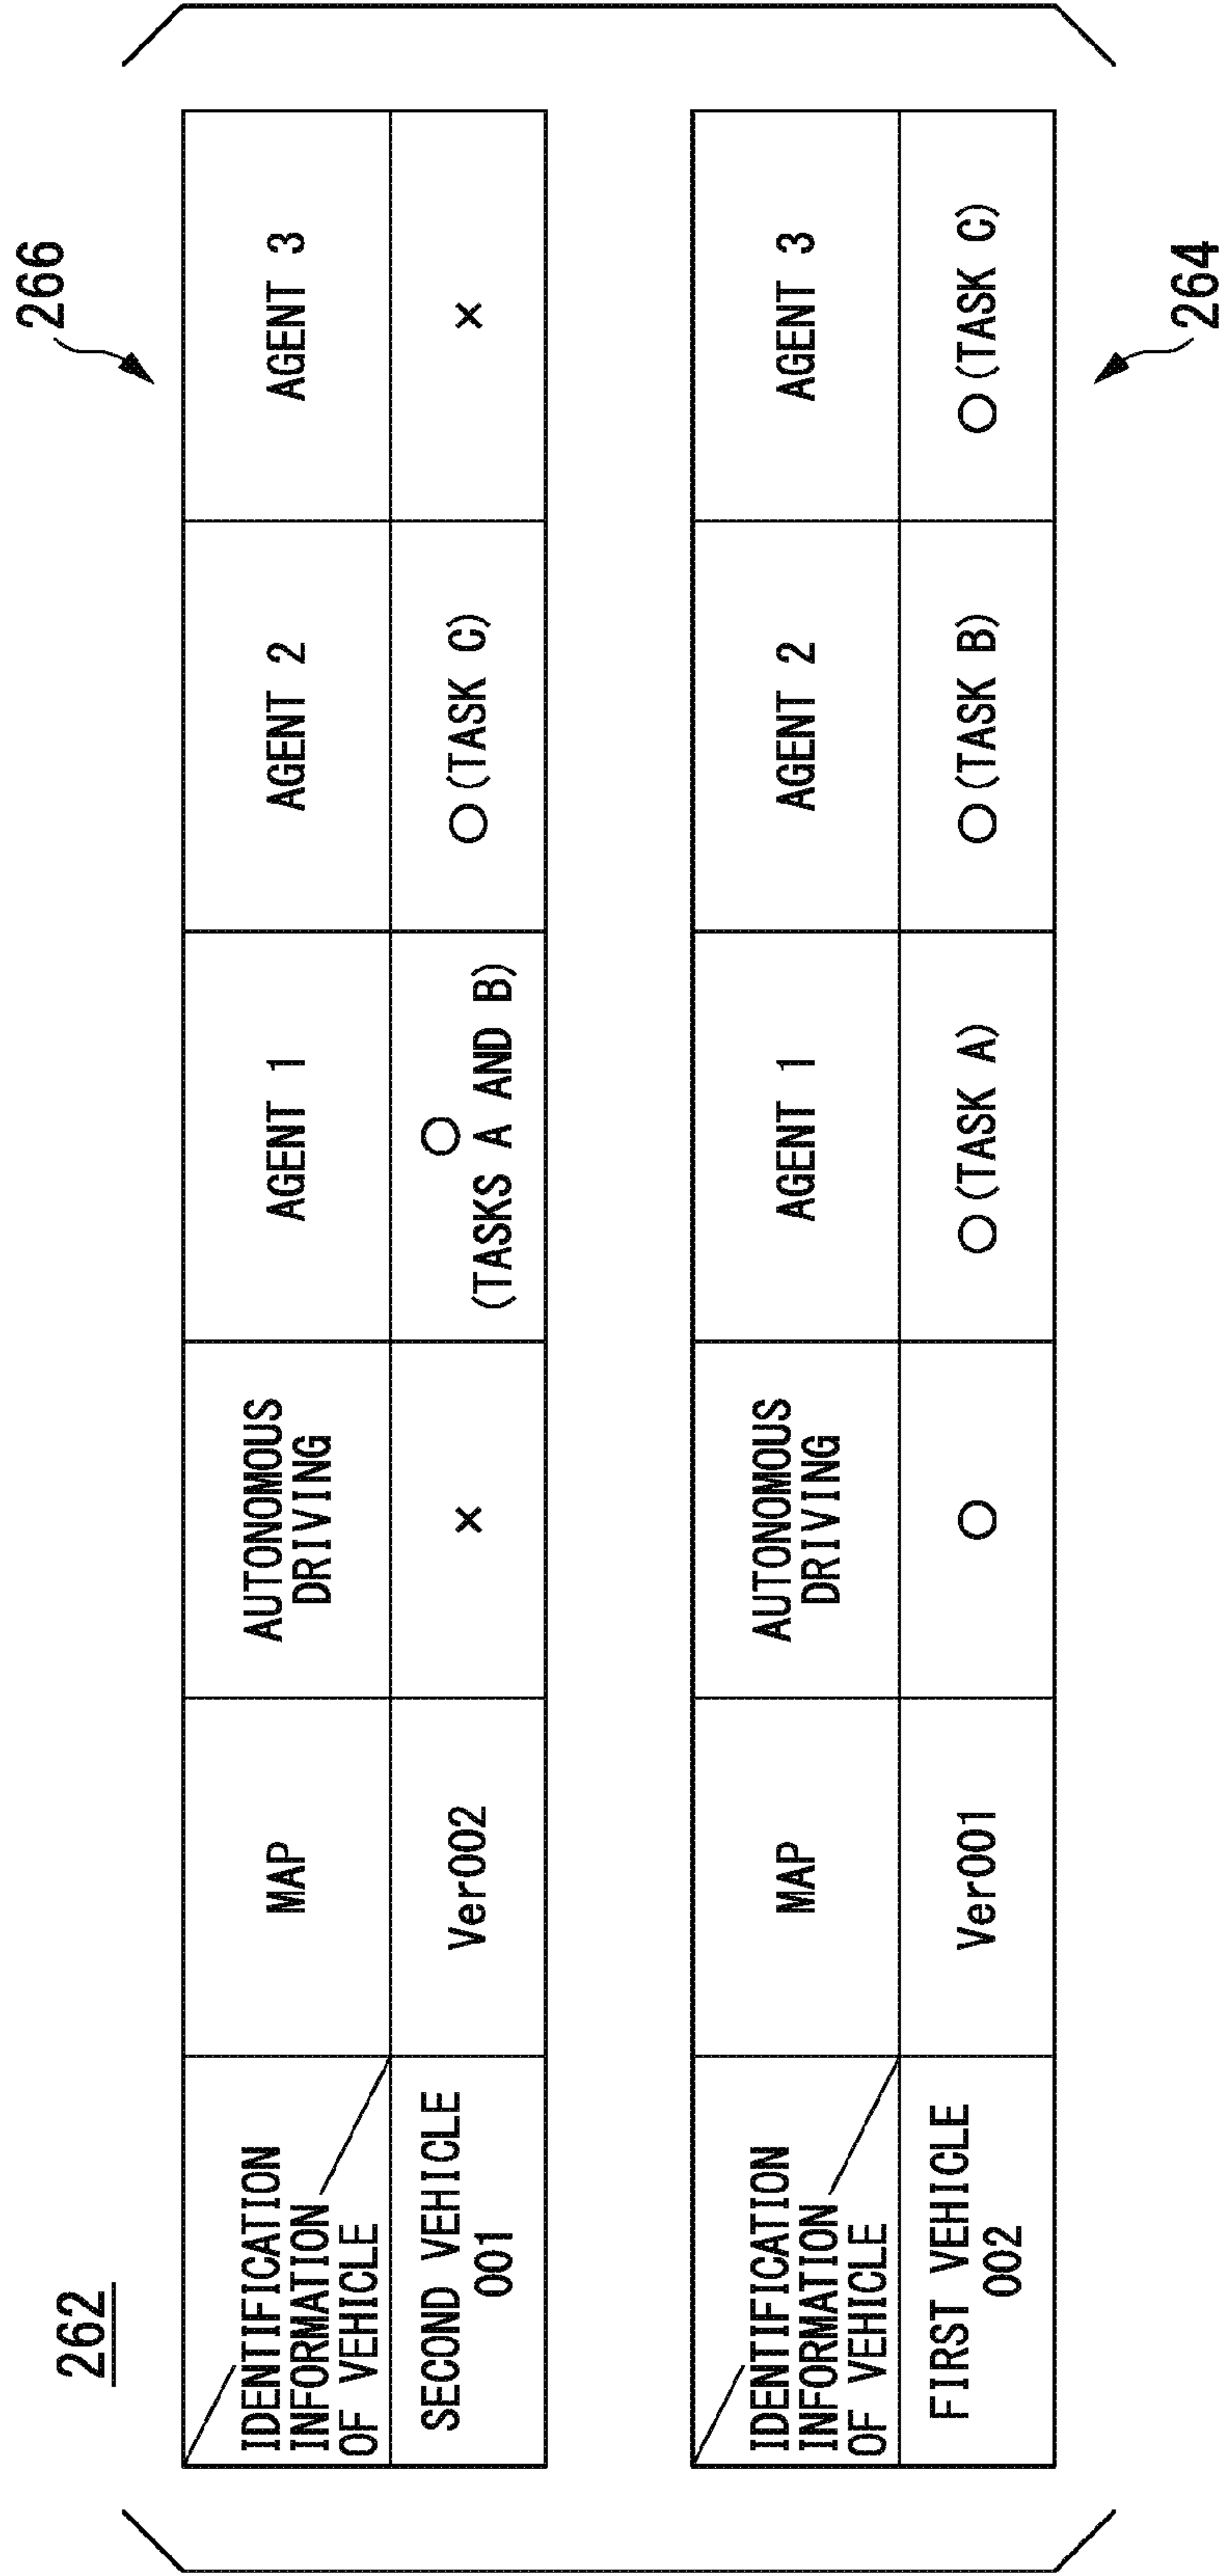 262
266
IDENTIFICATION
INFORMATION
OF VEHICLE
MAP
AUTONOMOUS
DRIVING
AGENT 1
AGENT 2
AGENT 3
SECOND VEHICLE
001
Ver002
×
○
(TASKS A AND B)
○(TASK C)
×
IDENTIFICATION
INFORMATION
OF VEHICLE
MAP
AUTONOMOUS
DRIVING
AGENT 1
AGENT 2
AGENT 3
FIRST VEHICLE
002
Ver001
○
○(TASK A)
○(TASK B)
○(TASK C)
264